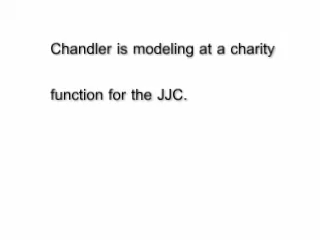 Chandler is modeling at a charity
function for the JJC.